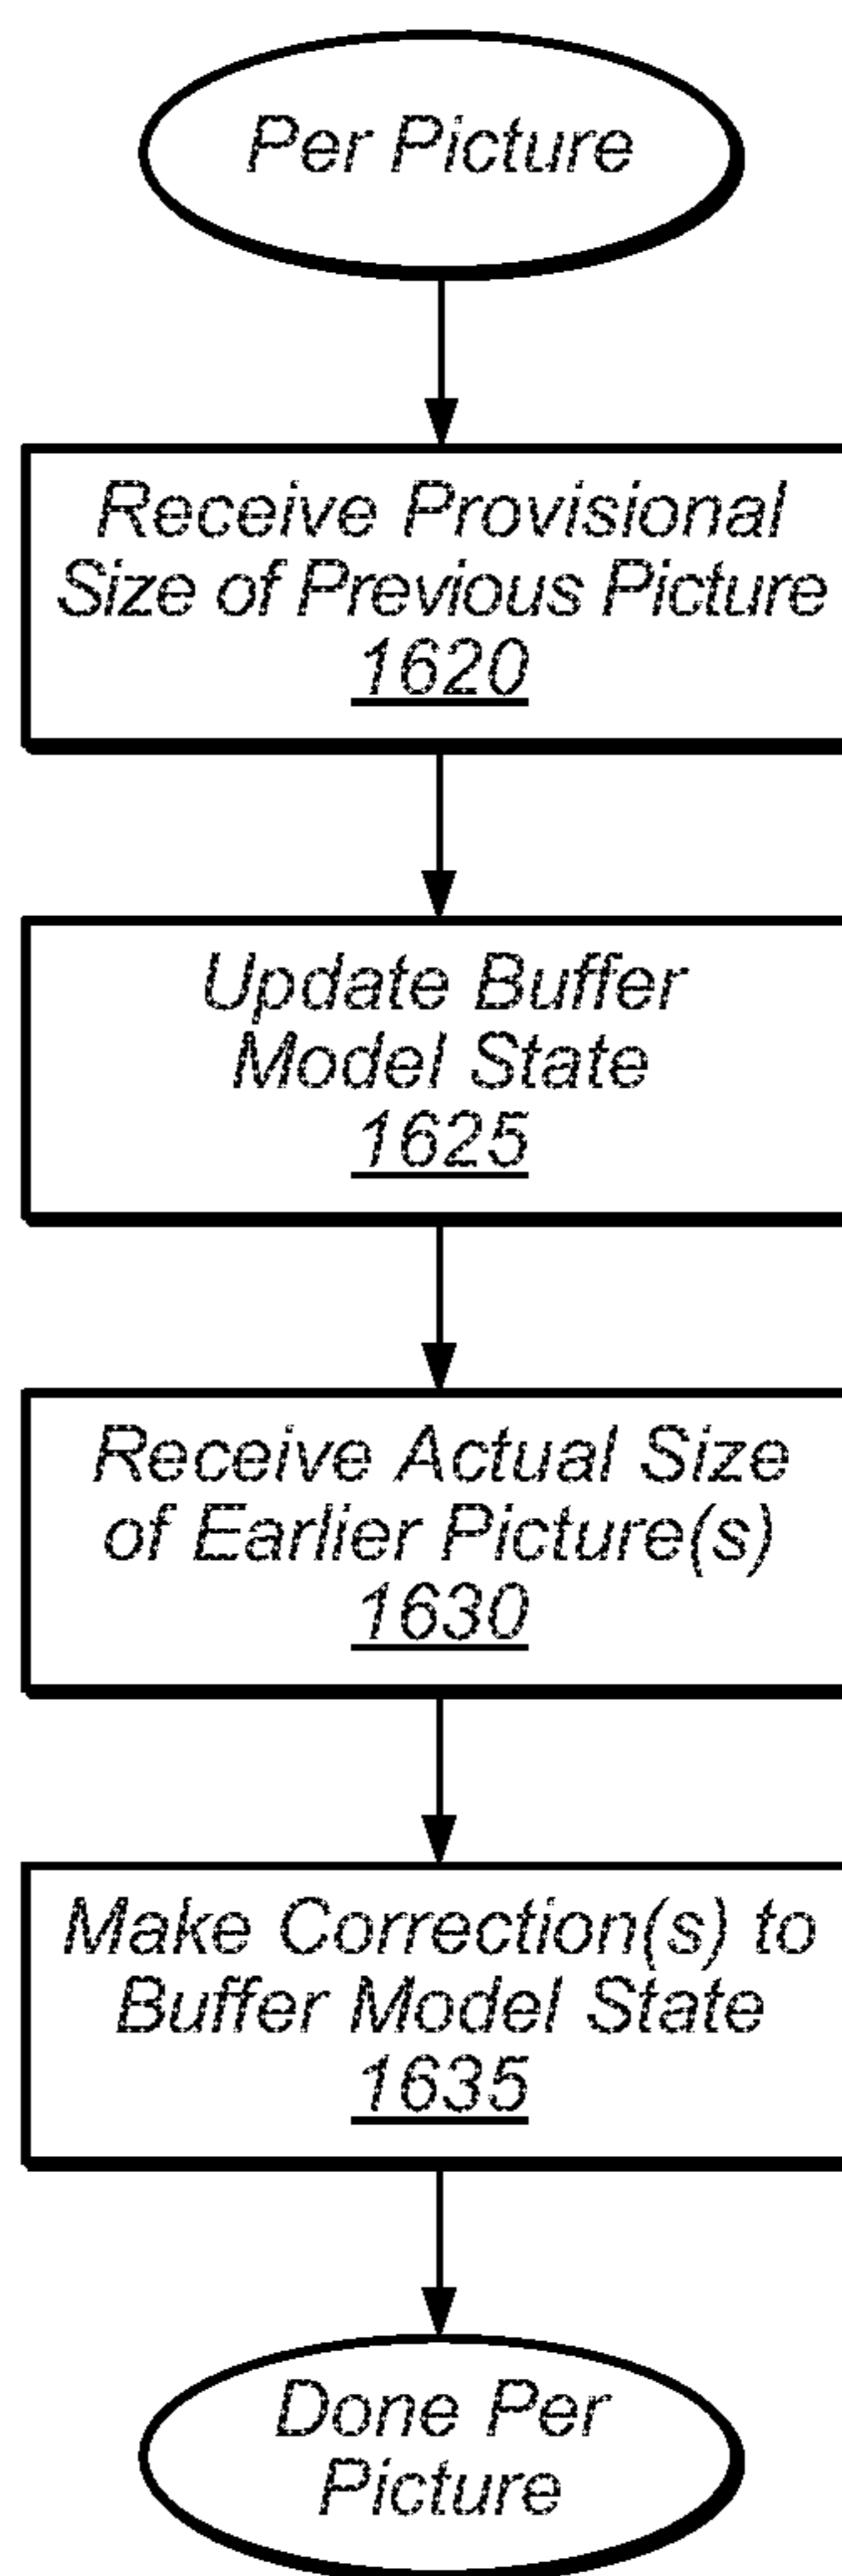 Per Picture
Receive Provisional
Size of Previous Picture
1620
Update Buffer
Model State
1625
Receive Actual Size
of Earlier Picture(s)
1630
Make Correction(s) to
Buffer Model State
1635
Done Per
Picture